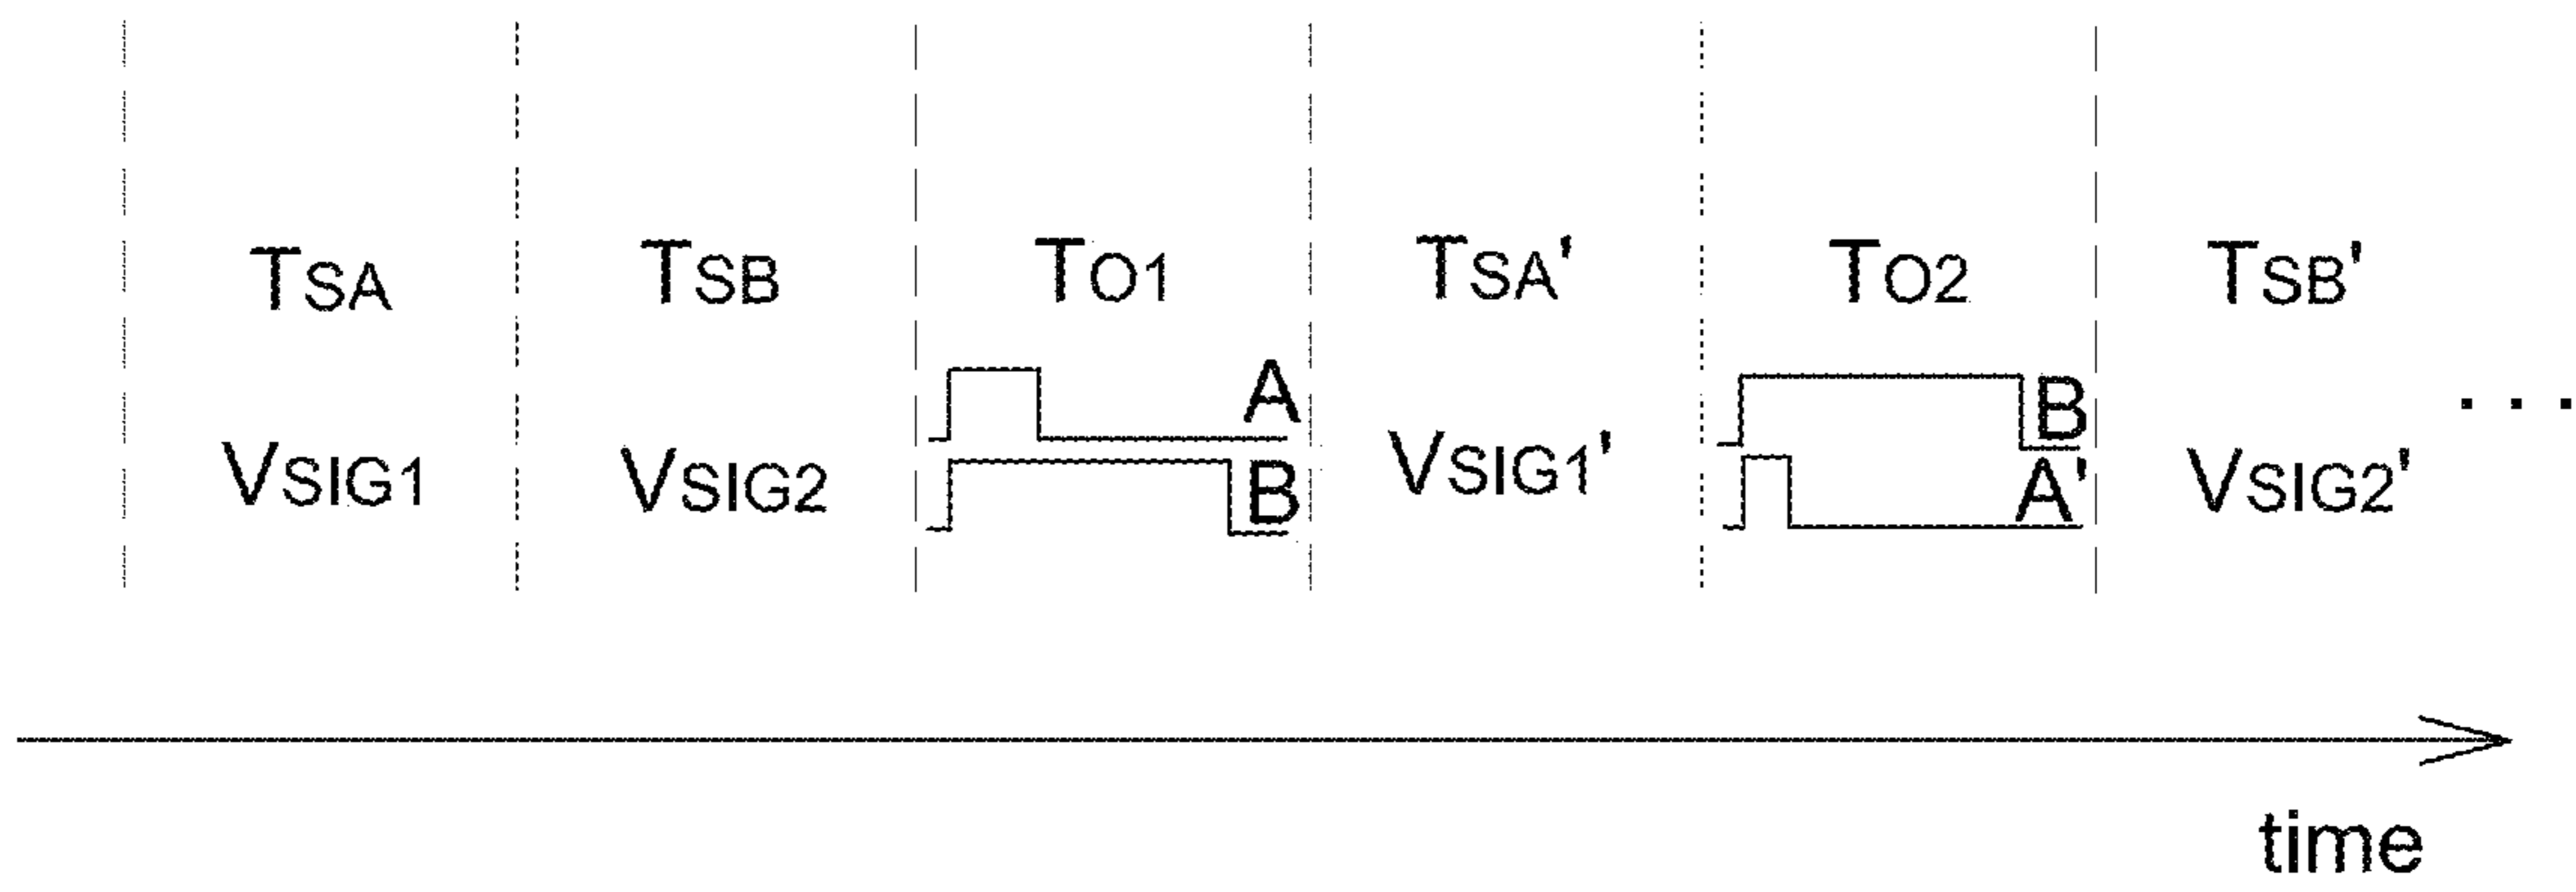 TSA TSB TO1 TSA' TO2 TSB'
A B
VSIG1 VSIG2 B VSIG1' A' VSIG2' ...
time